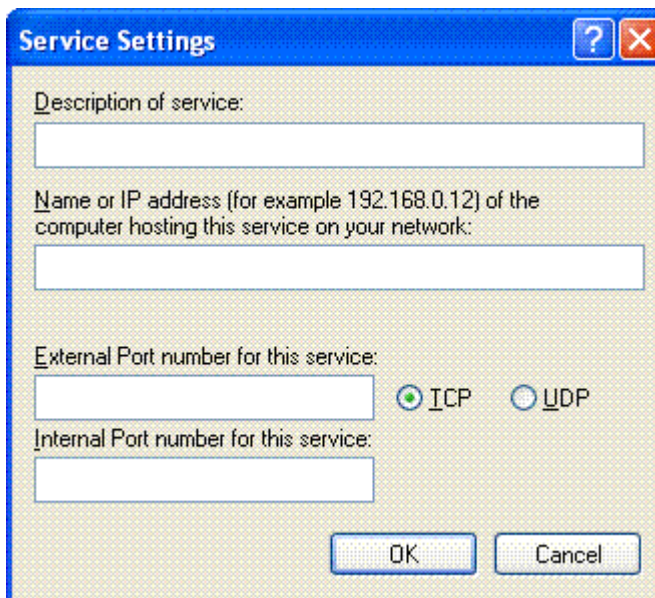 Service Settings
Description of service:
Name or IP address (for example 192.168.0.12) of the
computer hosting this service on your network:
External Port number for this service:
TCP UDP
Internal Port number for this service:
OK Cancel